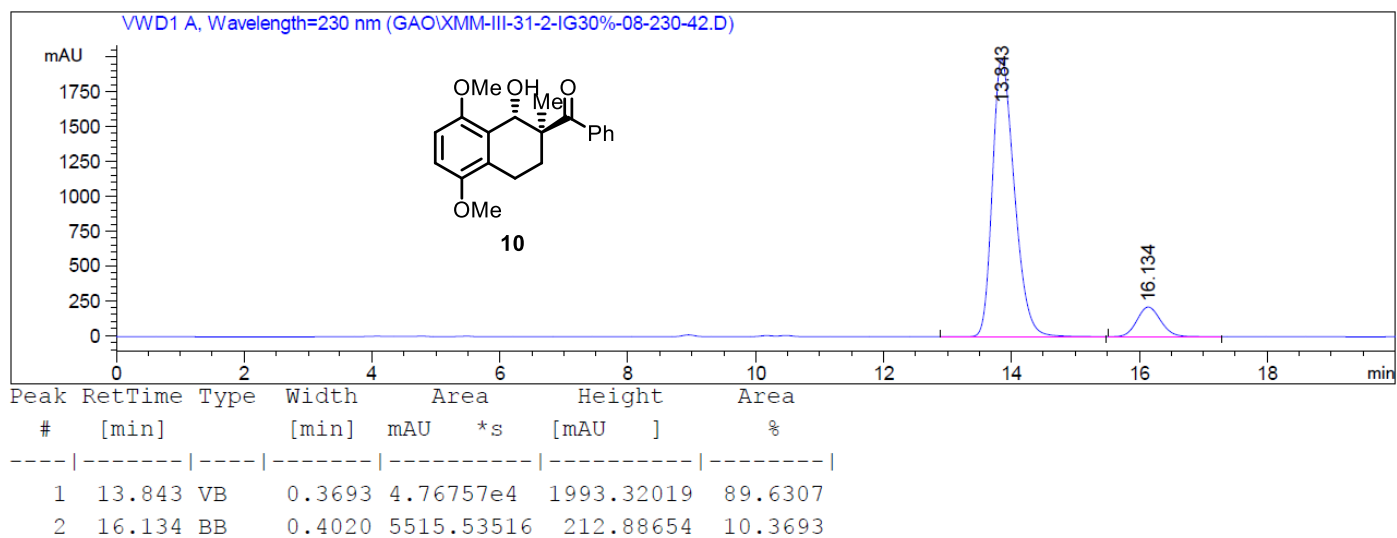 VWD1 A, Wavelength=230 nm (GAO\XMM-III-31-2-IG30%-08-230-42.D)
mAU
1750
1500
1250
1000
750
500
250
0
OMe OH O
Me
Ph
OMe
10
13.843
16.134
0 2 4 6 8 10 12 14 16 18 min
Peak RetTime Type Width Area Height Area
# [min] [min] mAU *s [mAU ] %
----|-------|----|-------|----------|----------|--------|
1 13.843 VB 0.3693 4.76757e4 1993.32019 89.6307
2 16.134 BB 0.4020 5515.53516 212.88654 10.3693